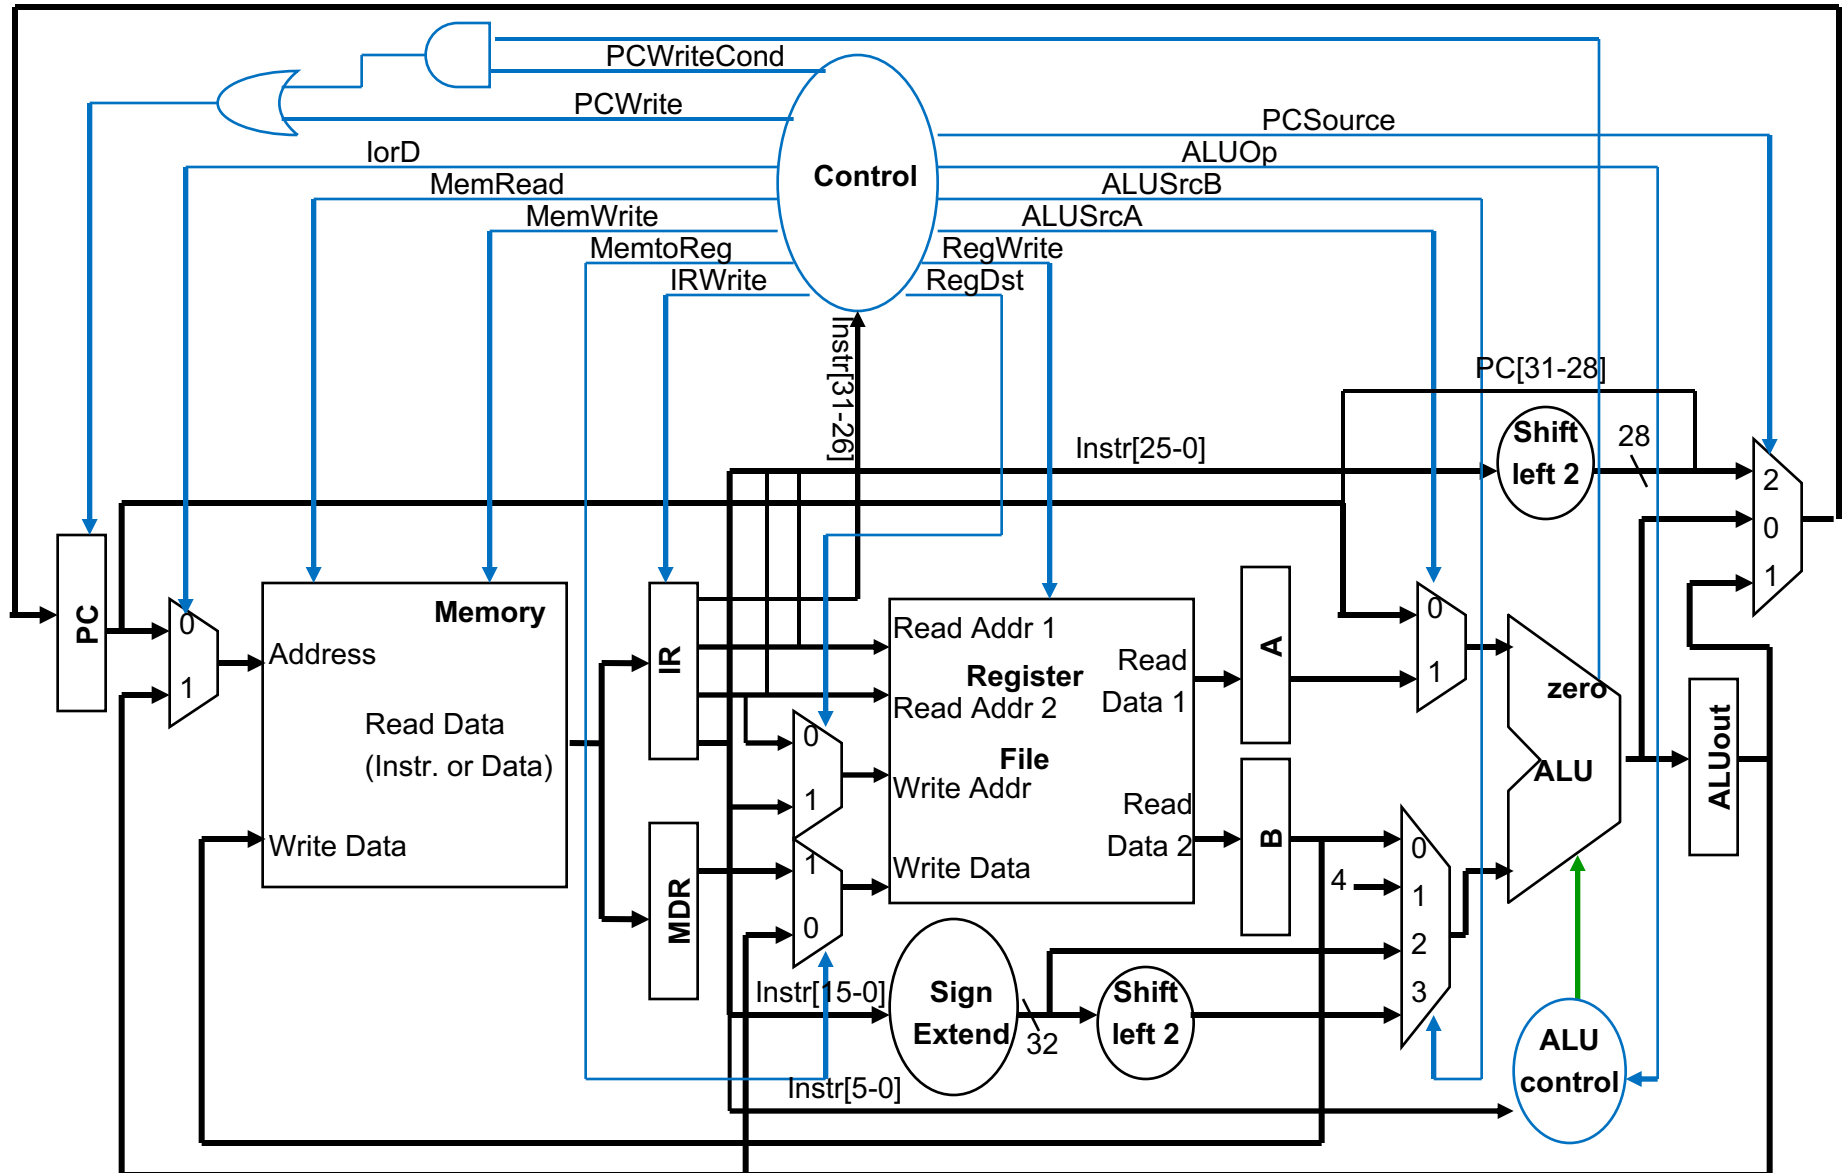 PCWriteCond
PCWrite
PCSource
IorD
ALUOp
MemRead
Control
ALUSrcB
MemWrite
ALUSrcA
MemtoReg
RegWrite
IRWrite
RegDst
Instr[31-26]
PC[31-28]
Instr[25-0]
Shift
left 2
28
2
0
1
PC
0
1
Memory
Address
Read Data
(Instr. or Data)
Write Data
IR
MDR
0
1
1
0
Read Addr 1
Register
Read Addr 2
File
Write Addr
Write Data
Read
Data 1
Read
Data 2
A
B
0
1
4
0
1
2
3
zero
ALU
ALUout
Instr[15-0]
Sign
Extend
32
Shift
left 2
Instr[5-0]
ALU
control